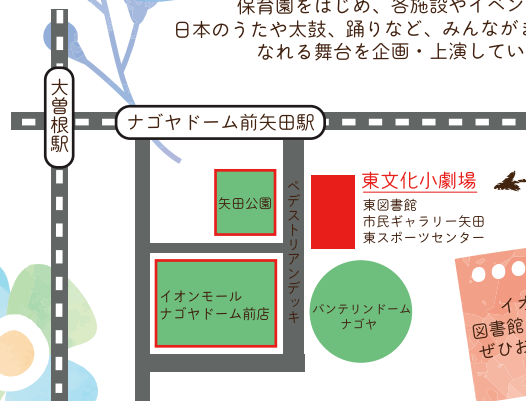 保育園をはじめ、各施設やイベン
日本のうたや太鼓、踊りなど、みんなが
なれる舞台を企画・上演してい
大曽根駅
ナゴヤドーム前矢田駅
矢田公園
ペデストリアンデッキ
東文化小劇場
東図書館
市民ギャラリー矢田
東スポーツセンター
イオンモール
ナゴヤドーム前店
バンテリンドーム
ナゴヤ
イオ
図書館
ぜひお